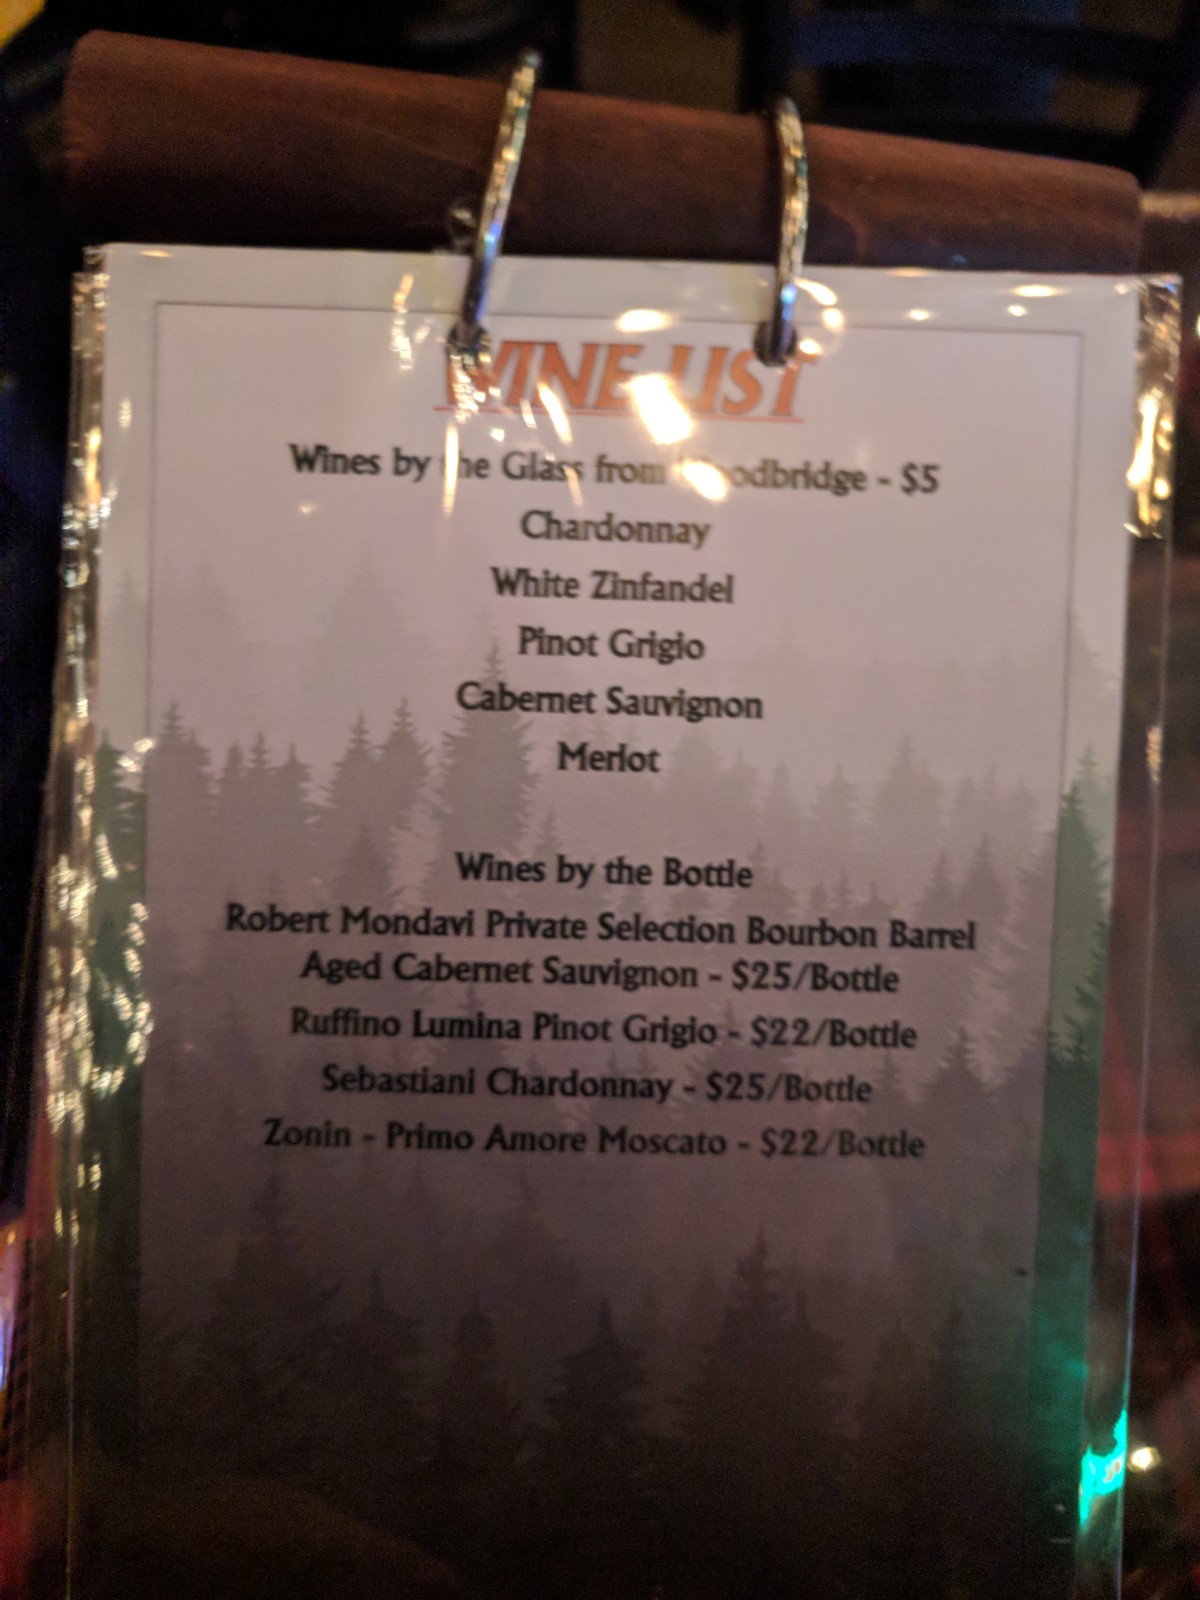 WINE LIST
Wines by the Glass from Woodbridge - $5
Chardonnay
White Zinfandel
Pinot Grigio
Cabernet Sauvignon
Merlot
Wines by the Bottle
Robert Mondavi Private Selection Bourbon Barrel
Aged Cabernet Sauvignon - $25/Bottle
Ruffino Lumina Pinot Grigio - $22/Bottle
Sebastiani Chardonnay - $25/Bottle
Zonin - Primo Amore Moscato - $22/Bottle